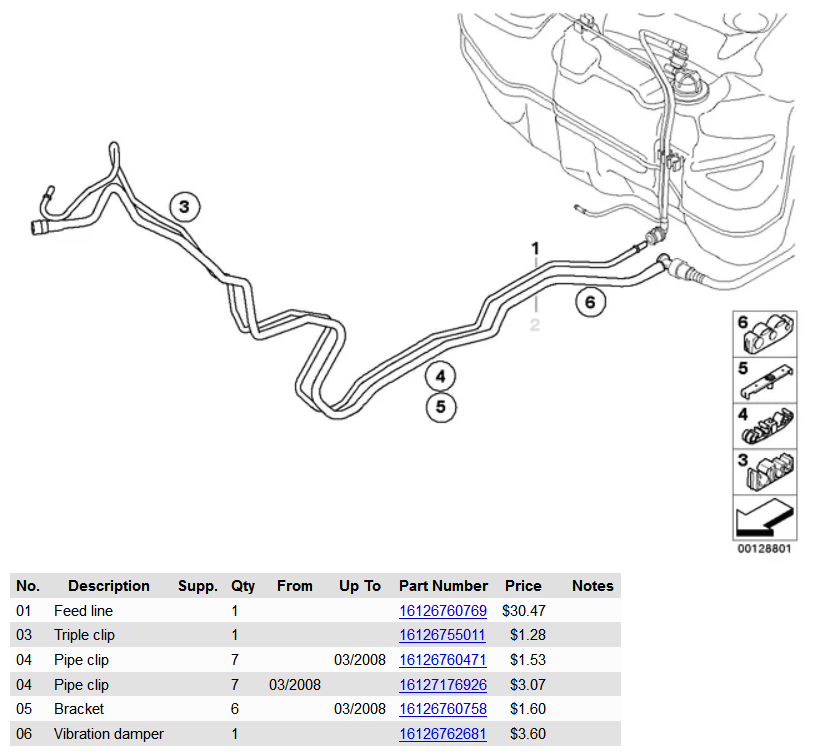 3
1
6
2
4
5
6
5
4
3
00128801
No. Description Supp. Qty From Up To Part Number Price Notes
01 Feed line 1 16126760769 $30.47
03 Triple clip 1 16126755011 $1.28
04 Pipe clip 7 03/2008 16126760471 $1.53
04 Pipe clip 7 03/2008 16127176926 $3.07
05 Bracket 6 03/2008 16126760758 $1.60
06 Vibration damper 1 16126762681 $3.60